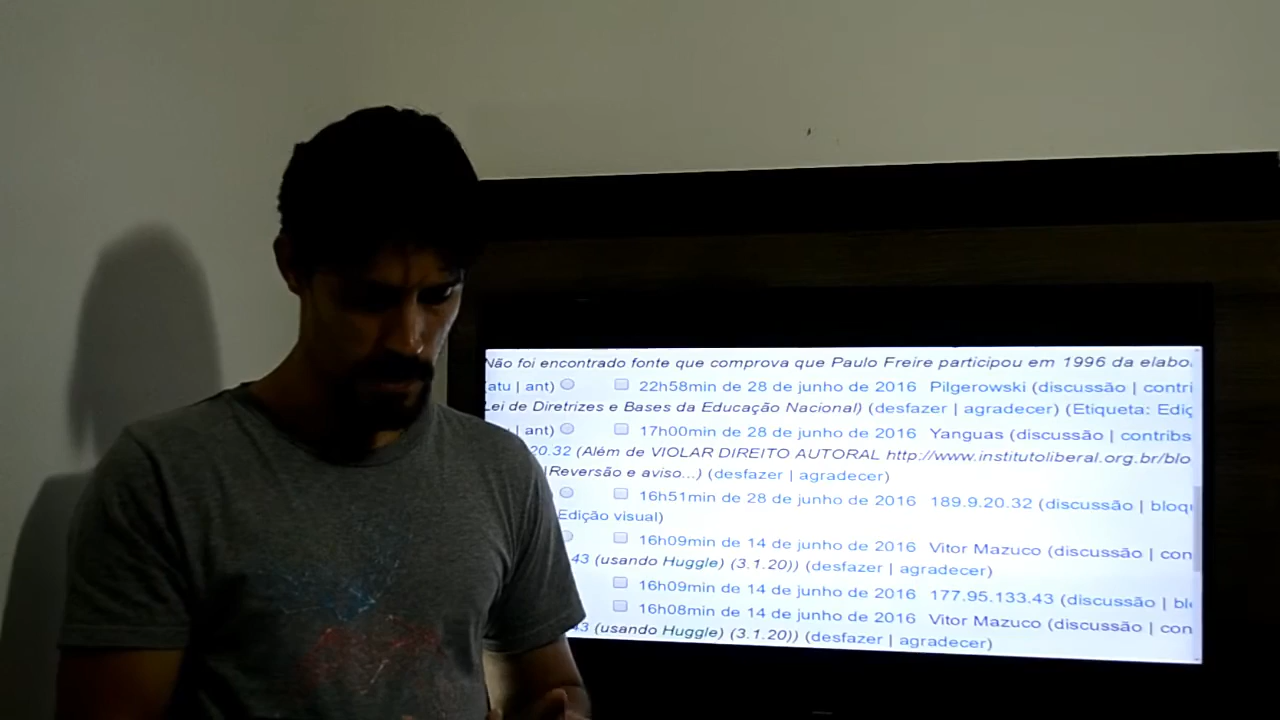 Não foi encontrado fonte que comprova que Paulo Freire participou em 1996 da elabo
(atu | ant) 22h58min de 28 de junho de 2016 Pilgerowski (discussão | contri
Lei de Diretrizes e Bases da Educação Nacional) (desfazer | agradecer) (Etiqueta: Ediç
| ant) 17h00min de 28 de junho de 2016 Yanguas (discussão | contribs
20.32 (Além de VIOLAR DIREITO AUTORAL http://www.institutoliberal.org.br/blo
|Reversão e aviso...) (desfazer | agradecer)
16h51min de 28 de junho de 2016 189.9.20.32 (discussão | bloqu
Edição visual)
16h09min de 14 de junho de 2016 Vitor Mazuco (discussão | con
43 (usando Huggle) (3.1.20)) (desfazer | agradecer)
16h09min de 14 de junho de 2016 177.95.133.43 (discussão | blo
16h08min de 14 de junho de 2016 Vitor Mazuco (discussão | con
43 (usando Huggle) (3.1.20)) (desfazer | agradecer)